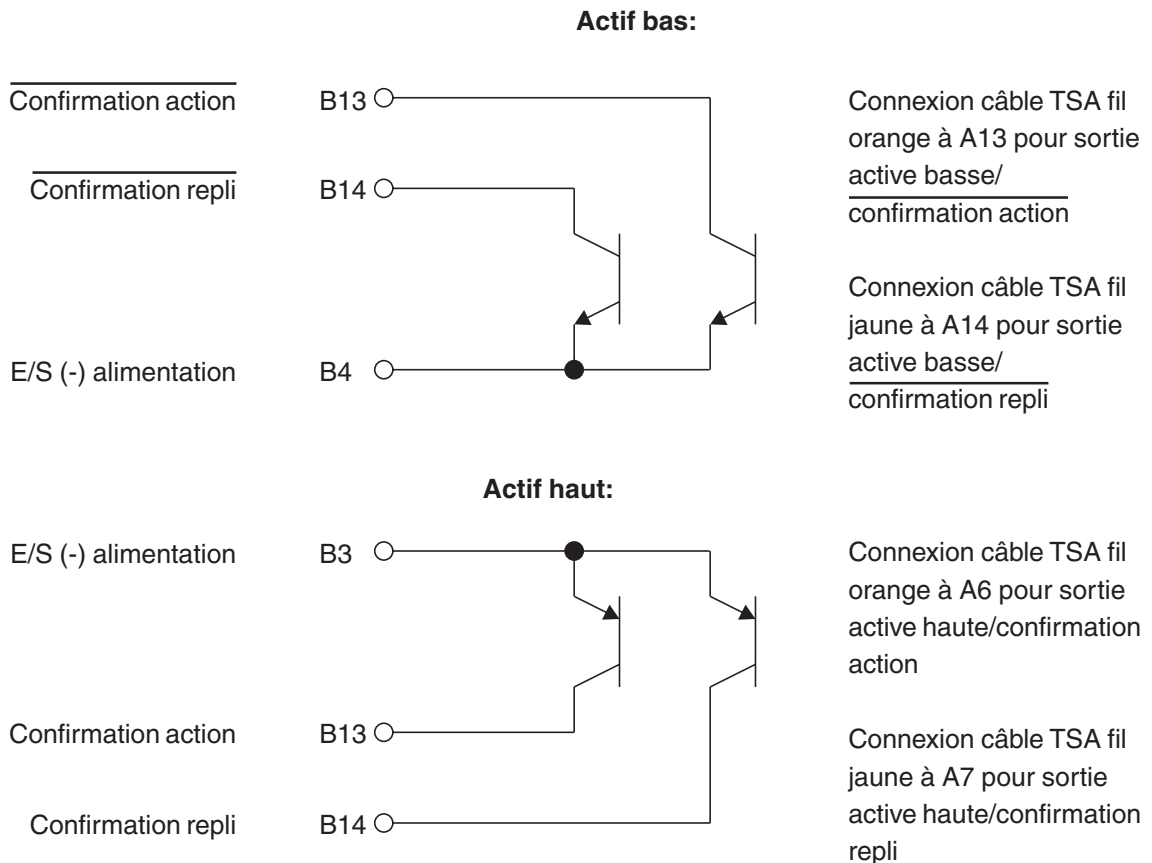 Actif bas:
Confirmation action
B13
Connexion câble TSA fil
orange à A13 pour sortie
active basse/
confirmation action
Confirmation repli
B14
Connexion câble TSA fil
jaune à A14 pour sortie
active basse/
confirmation repli
E/S (-) alimentation
B4
Actif haut:
E/S (-) alimentation
B3
Connexion câble TSA fil
orange à A6 pour sortie
active haute/confirmation
action
Confirmation action
B13
Connexion câble TSA fil
jaune à A7 pour sortie
active haute/confirmation
repli
Confirmation repli
B14